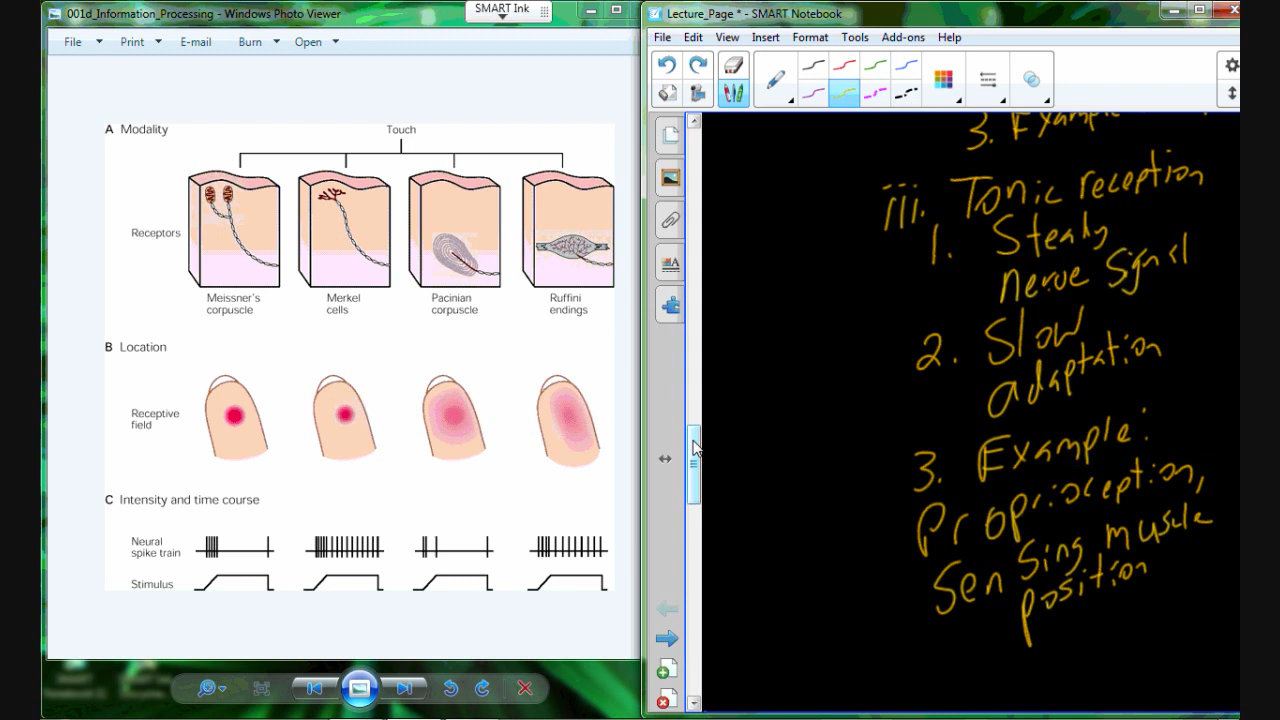 001d_Information_Processing - Windows Photo Viewer
SMART Ink
File Print E-mail Burn Open
A Modality
Touch
Receptors
Meissner's corpuscle
Merkel cells
Pacinian corpuscle
Ruffini endings
B Location
Receptive field
C Intensity and time course
Neural spike train
Stimulus
Lecture_Page * - SMART Notebook
File Edit View Insert Format Tools Add-ons Help
3. Example
iii. Tonic reception
1. Steady
nerve signal
2. Slow
adaptation
3. Example:
Proprioception,
Sensing muscle
position